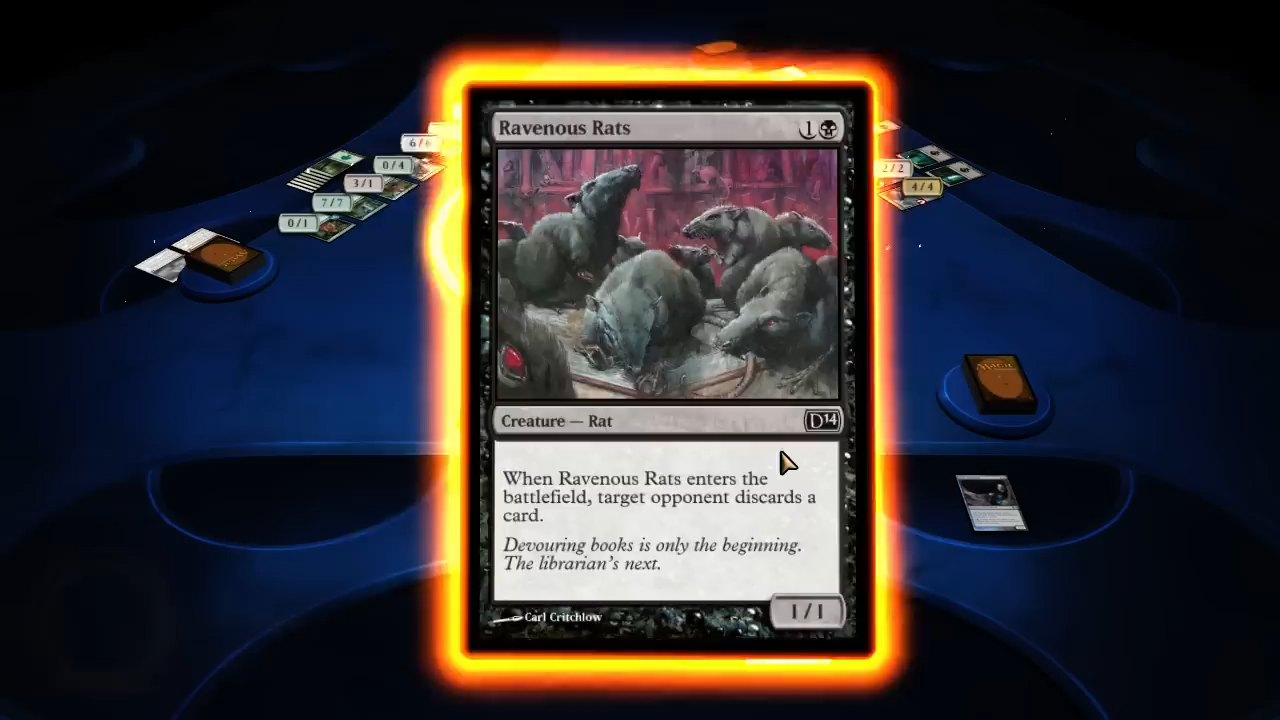 Ravenous Rats 1
6/6
0/4
3/1
7/7
0/1
2/2
4/4
MAGIC
Creature — Rat D14
When Ravenous Rats enters the
battlefield, target opponent discards a
card.
Devouring books is only the beginning.
The librarian's next.
Carl Critchlow
1/1